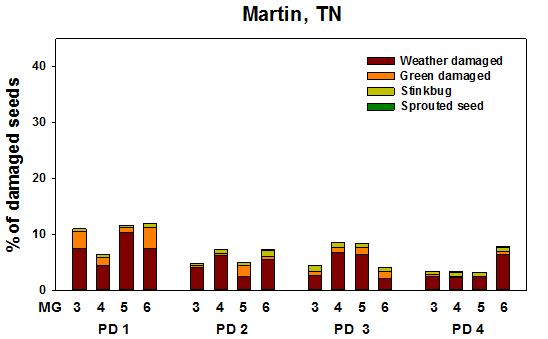 Martin, TN
% of damaged seeds
40
30
20
10
0
Weather damaged
Green damaged
Stinkbug
Sprouted seed
MG 3 4 5 6 3 4 5 6 3 4 5 6 3 4 5 6
PD 1 PD 2 PD 3 PD 4